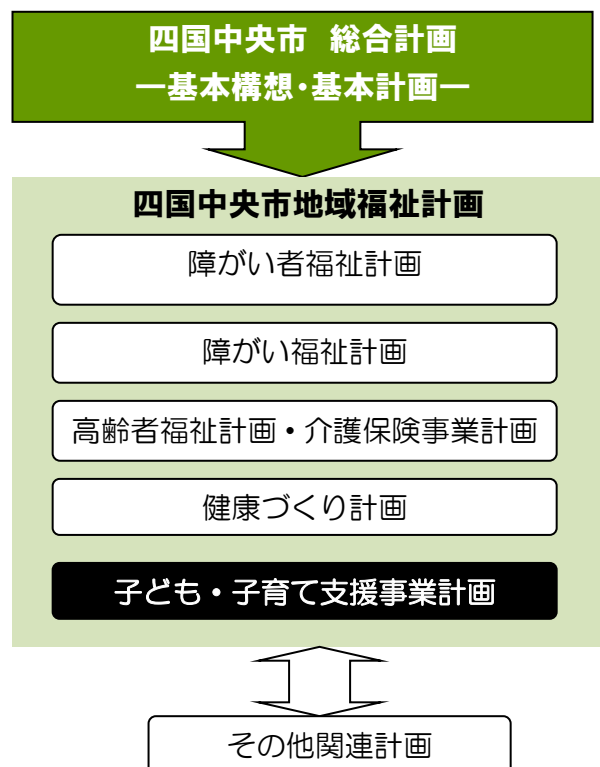 四国中央市 総合計画
―基本構想・基本計画―
四国中央市地域福祉計画
障がい者福祉計画
障がい福祉計画
高齢者福祉計画・介護保険事業計画
健康づくり計画
子ども・子育て支援事業計画
その他関連計画